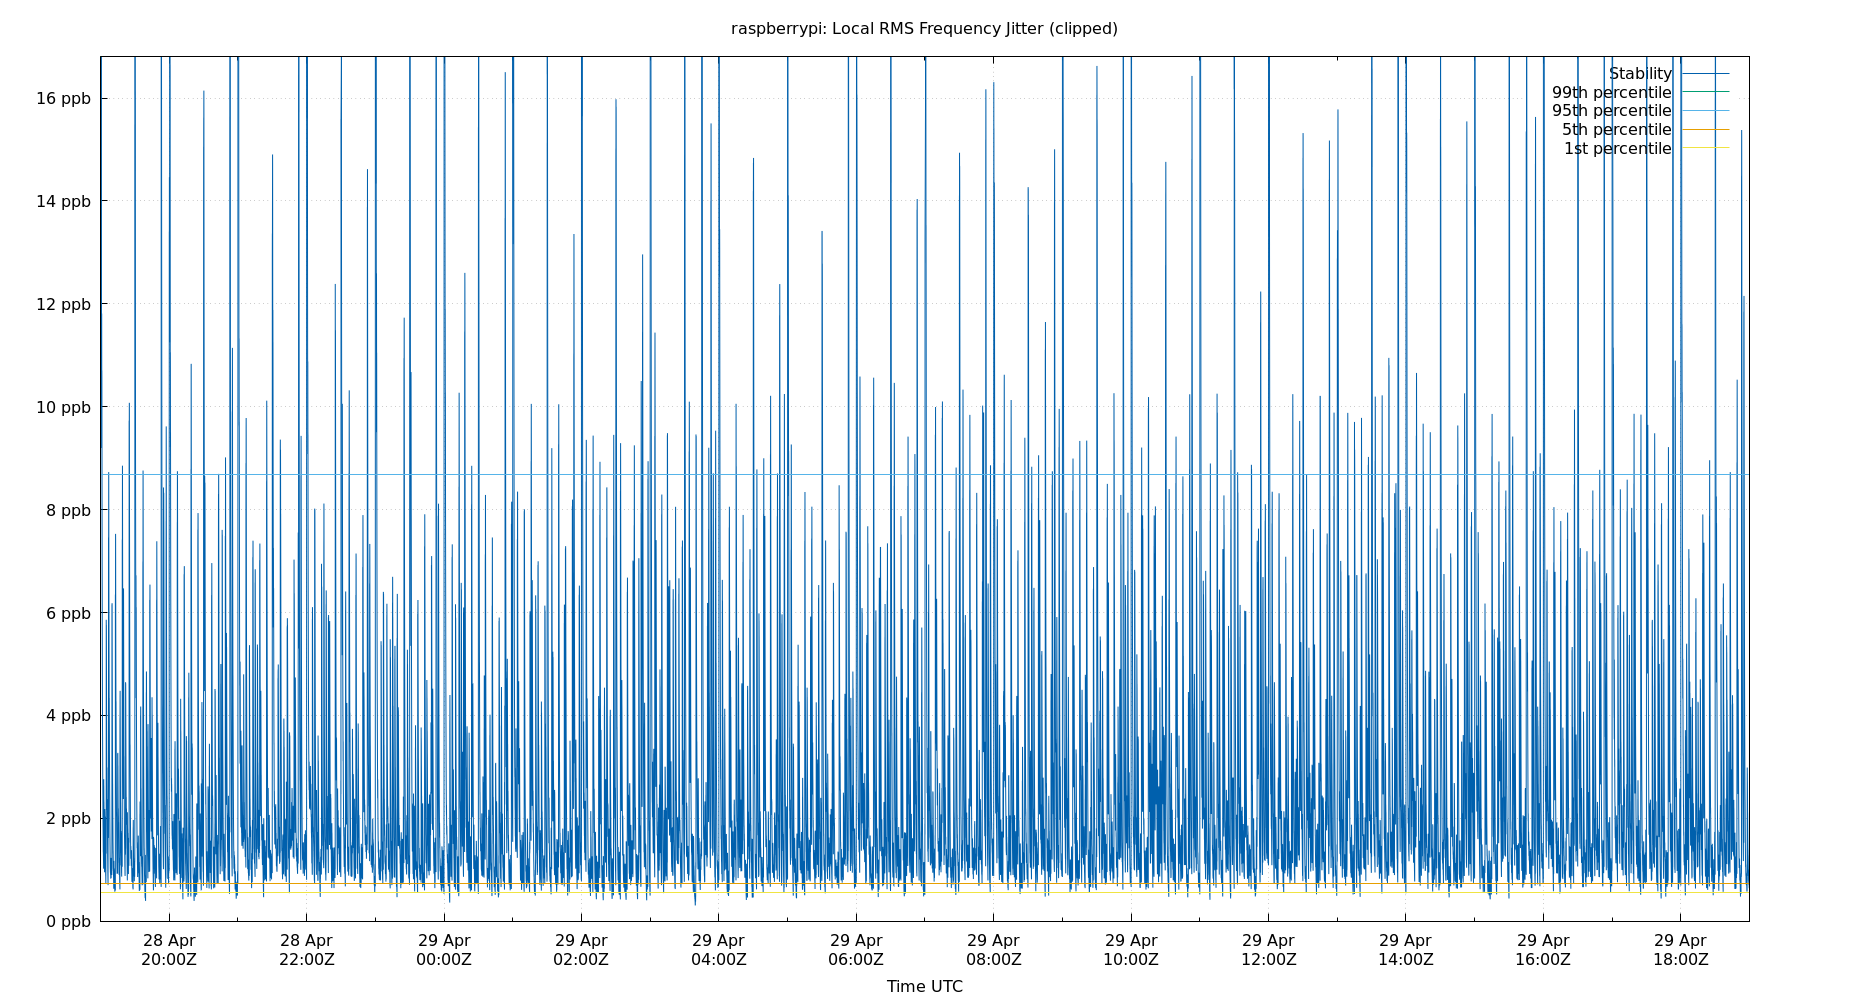 raspberrypi: Local RMS Frequency Jitter (clipped)
Stability
99th percentile
95th percentile
5th percentile
1st percentile
16 ppb
14 ppb
12 ppb
10 ppb
8 ppb
6 ppb
4 ppb
2 ppb
0 ppb
28 Apr 28 Apr 29 Apr 29 Apr 29 Apr 29 Apr 29 Apr 29 Apr 29 Apr 29 Apr 29 Apr 29 Apr
20:00Z 22:00Z 00:00Z 02:00Z 04:00Z 06:00Z 08:00Z 10:00Z 12:00Z 14:00Z 16:00Z 18:00Z
Time UTC